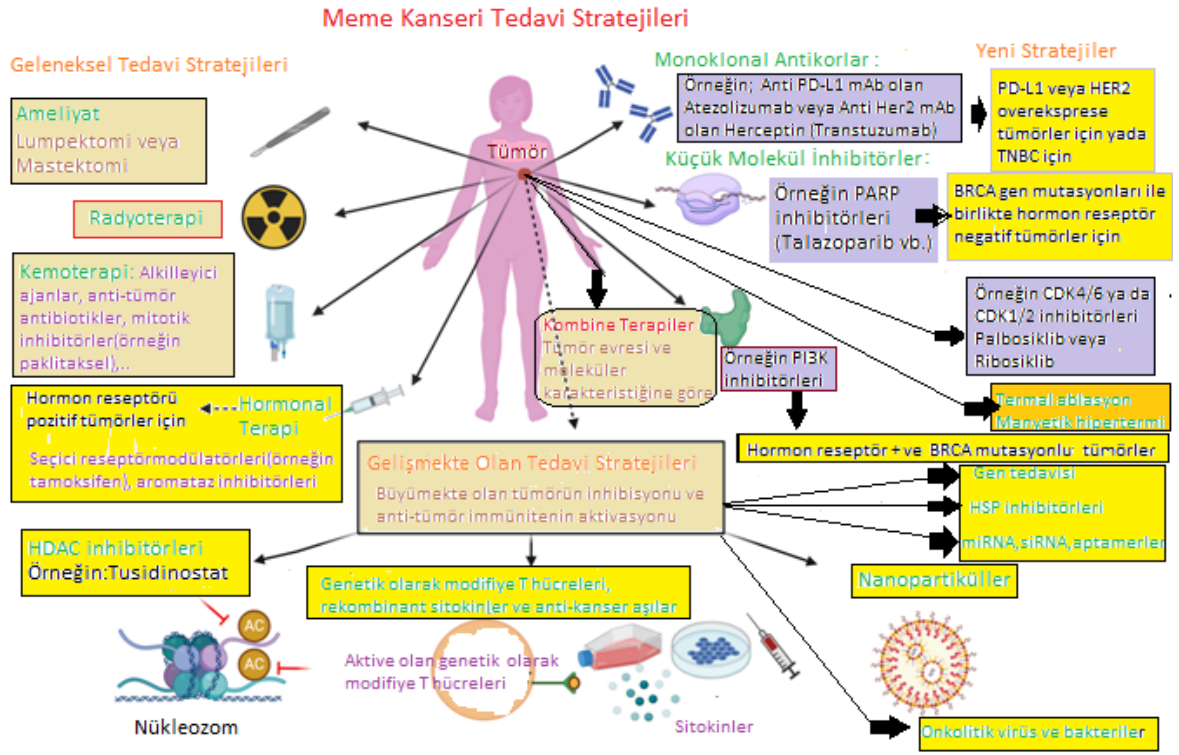 Meme Kanseri Tedavi Stratejileri
Geleneksel Tedavi Stratejileri
Ameliyat
Lumpektomi veya
Mastektomi
Radyoterapi
Kemoterapi: Alkilleyici
ajanlar, anti-tümör
antibiotikler, mitotik
inhibitörler(örneğin
paklitaksel),..
Hormon reseptörü
pozitif tümörler için
Hormonal
Terapi
Seçici reseptörmodülatörleri(örneğin
tamoksifen), aromataz inhibitörleri
Tümör
Monoklonal Antikorlar :
Örneğin; Anti PD-L1 mAb olan
Atezolizumab veya Anti Her2 mAb
olan Herceptin (Transtuzumab)
Yeni Stratejiler
PD-L1 veya HER2
overeksprese
tümörler için yada
TNBC için
Küçük Molekül İnhibitörler:
Örneğin PARP
inhibitörleri
(Talazoparib vb.)
BRCA gen mutasyonları ile
birlikte hormon reseptör
negatif tümörler için
Örneğin CDK4/6 ya da
CDK1/2 inhibitörleri
Palbosiklib veya
Ribosiklib
Kombine Terapiler
Tümör evresi ve
moleküler
karakteristiğine göre
Örneğin PI3K
inhibitörleri
Termal ablasyon
Manyetik hipertermi
Hormon reseptör + ve BRCA mutasyonlu tümörler
Gelişmekte Olan Tedavi Stratejileri
Büyümekte olan tümörün inhibisyonu ve
anti-tümör immünitenin aktivasyonu
Gen tedavisi
HSP inhibitörleri
miRNA,siRNA,aptamerler
HDAC inhibitörleri
Örneğin:Tusidinostat
Genetik olarak modifiye T hücreleri,
rekombinant sitokinler ve anti-kanser aşılar
Nanopartiküller
AC
AC
Nükleozom
Aktive olan genetik olarak
modifiye T hücreleri
Sitokinler
Onkolitik virüs ve bakteriler